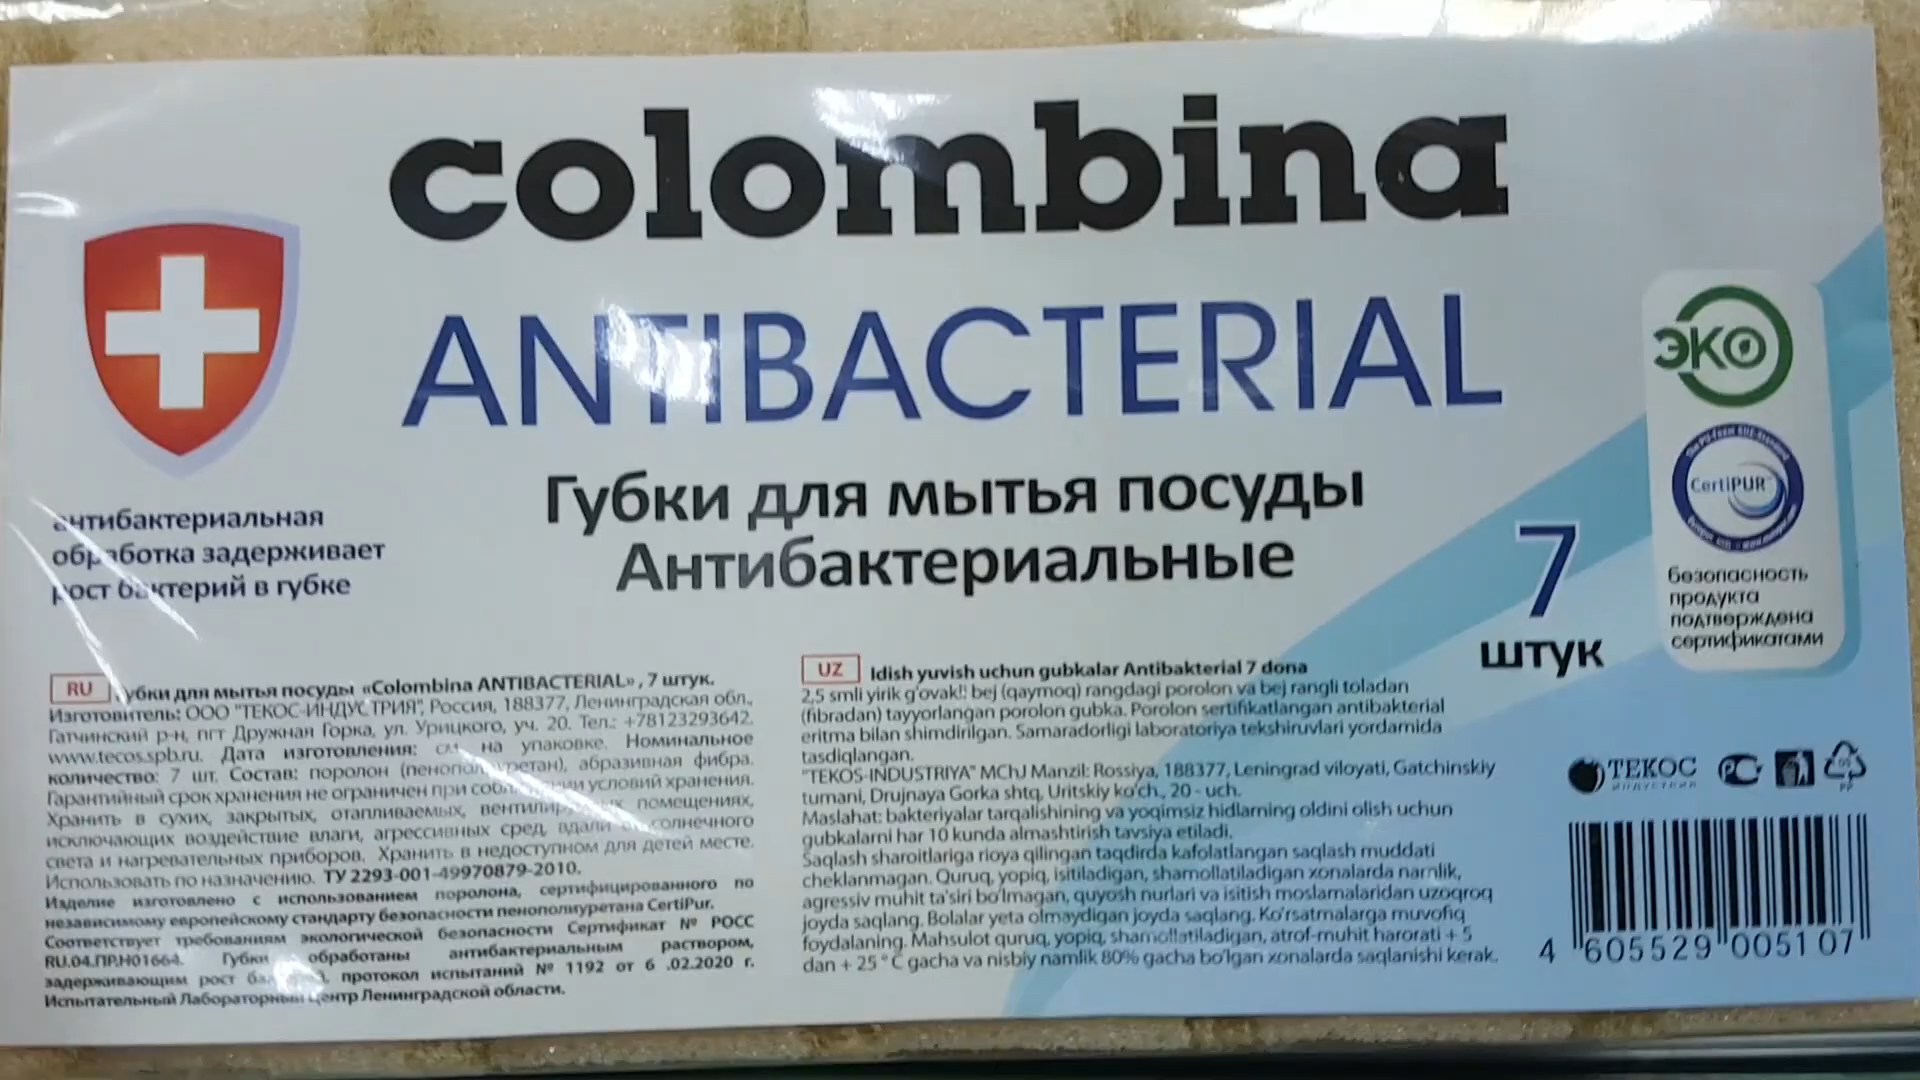 colombina
ANTIBACTERIAL
Губки для мытья посуды
Антибактериальные
антибактериальная
обработка задерживает
рост бактерий в губке
7
штук
ЭКО
CertiPUR
безопасность
продукта
подтверждена
сертификатами
RU Губки для мытья посуды «Colombina ANTIBACTERIAL», 7 штук.
Изготовитель: ООО "ТЕКОС-ИНДУСТРИЯ", Россия, 188377, Ленинградская обл.,
Гатчинский р-н, пгт Дружная Горка, ул. Урицкого, уч. 20. Тел.: +78123293642.
www.tecos.spb.ru. Дата изготовления: см. на упаковке. Номинальное
количество: 7 шт. Состав: поролон (пенополиуретан), абразивная фибра.
Гарантийный срок хранения не ограничен при условий хранения.
Хранить в сухих, закрытых, отапливаемых, вентилируемых помещениях,
исключающих воздействие влаги, агрессивных сред, вдали от солнечного
света и нагревательных приборов. Хранить в недоступном для детей месте.
Использовать по назначению. ТУ 2293-001-49970879-2010.
Изделие изготовлено с использованием поролона, сертифицированного по
независимому европейскому стандарту безопасности пенополиуретана CertiPur.
Соответствует требованиям экологической безопасности Сертификат № РОСС
RU.04.ПР.Н01664. Губки обработаны антибактериальным раствором,
задерживающим рост протокол испытаний № 1192 от 6 .02.2020 г.
Испытательный Лабораторный Центр Ленинградской области.
UZ Idish yuvish uchun gubkalar Antibakterial 7 dona
2,5 smli yirik g'ovakli bej (qaymoq) rangdagi porolon va bej rangli toladan
(fibradan) tayyorlangan porolon gubka. Porolon sertifikatlangan antibakterial
eritma bilan shimdirilgan. Samaradorligi laboratoriya tekshiruvlari yordamida
tasdiqlangan.
"TEKOS-INDUSTRIYA" MChJ Manzil: Rossiya, 188377, Leningrad viloyati, Gatchinskiy
tumani, Drujnaya Gorka shtq, Uritskiy ko'ch., 20 - uch.
Maslahat: bakteriyalar tarqalishining va yoqimsiz hidlarning oldini olish uchun
gubkalarni har 10 kunda almashtirish tavsiya etiladi.
Saqlash sharoitlariga rioya qilingan taqdirda kafolatlangan saqlash muddati
cheklanmagan. Quruq, yopiq, isitiladigan, shamollatiladigan xonalarda namlik,
agressiv muhit ta'siri bo'lmagan, quyosh nurlari va isitish moslamalaridan uzoqroq
joyda saqlang. Bolalar yeta olmaydigan joyda saqlang. Ko'rsatmalarga muvofiq
foydalaning. Mahsulot quruq, yopiq, shamollatiladigan, atrof-muhit harorati + 5
dan + 25 ° C gacha va nisbiy namlik 80% gacha bo'lgan xonalarda saqlanishi kerak.
ТЕКОС
ИНДУСТРИЯ
PP
4 605529 005107